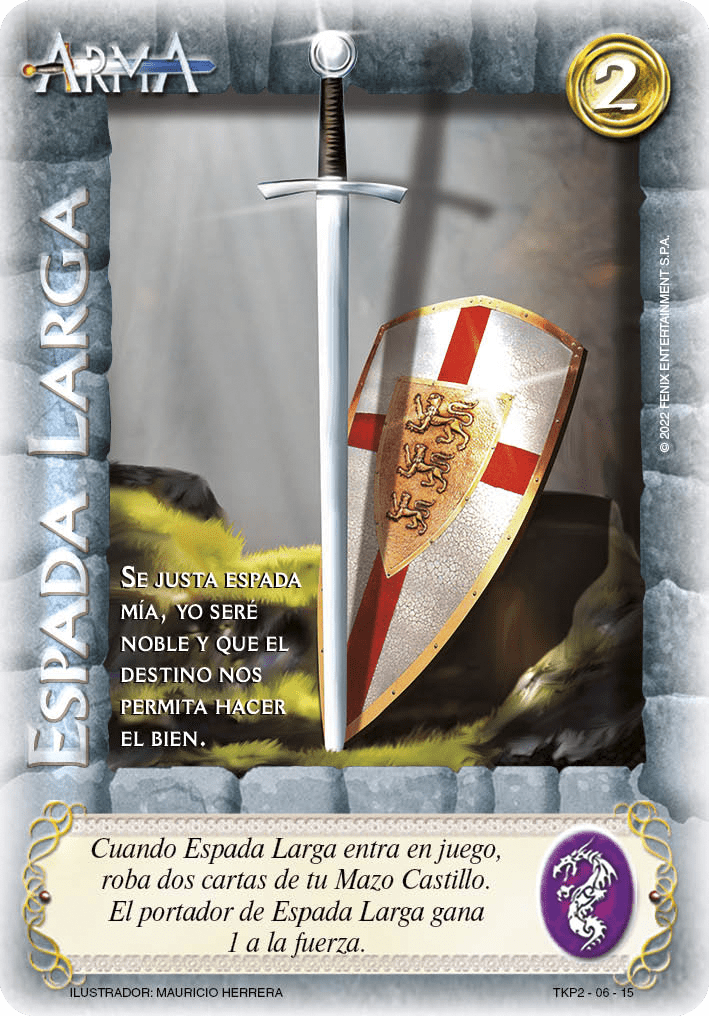 ARMA
2
ESPADA LARGA
© 2022 FENIX ENTERTAINMENT S.P.A.
SE JUSTA ESPADA
MÍA, YO SERÉ
NOBLE Y QUE EL
DESTINO NOS
PERMITA HACER
EL BIEN.
Cuando Espada Larga entra en juego,
roba dos cartas de tu Mazo Castillo.
El portador de Espada Larga gana
1 a la fuerza.
ILUSTRADOR: MAURICIO HERRERA
TKP2 - 06 - 15